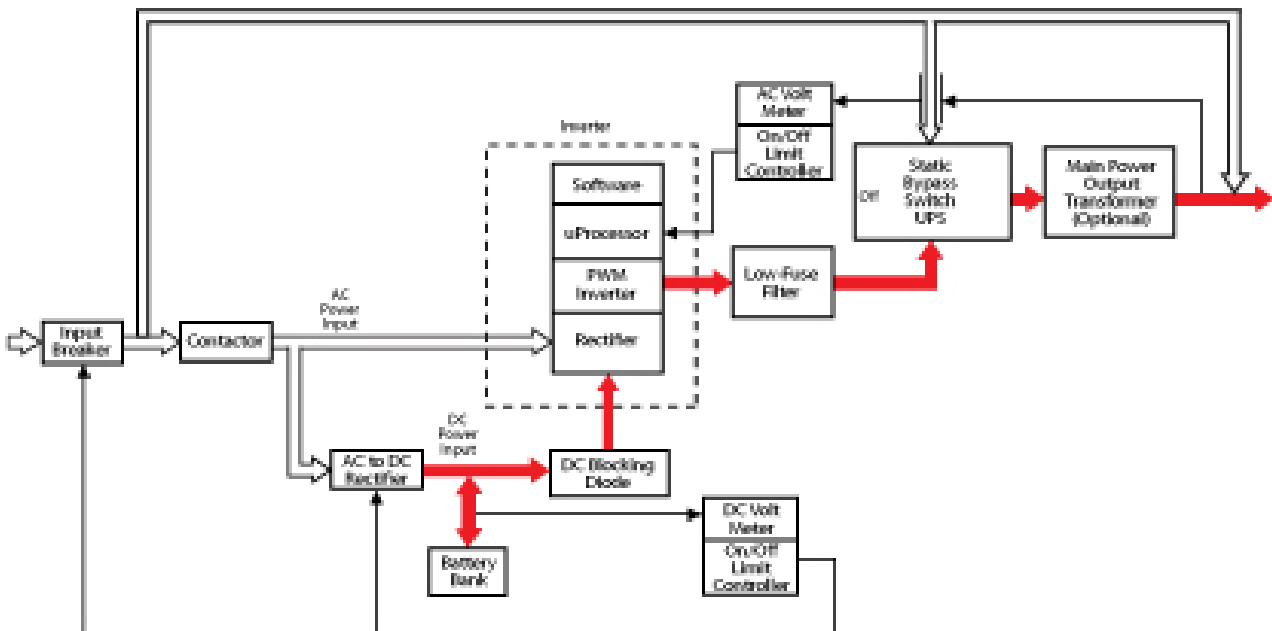 AC Volt
Meter
On/Off
Limit
Controller
Inverter
Software
uProcessor
PWM
Inverter
Rectifier
Off
Static
Bypass
Switch
UPS
Main Power
Output
Transformer
(Optional)
Low-Fuse
Filter
AC
Power
Input
Input
Breaker
Contactor
DC
Power
Input
AC to DC
Rectifier
DC Blocking
Diode
Battery
Bank
DC Volt
Meter
On/Off
Limit
Controller